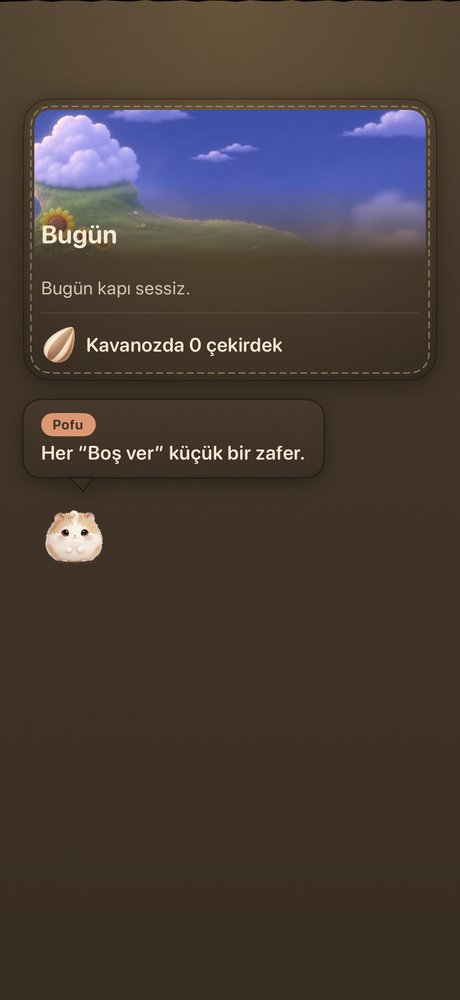 Bugün
Bugün kapı sessiz.
Kavanozda 0 çekirdek
Pofu
Her “Boş ver” küçük bir zafer.